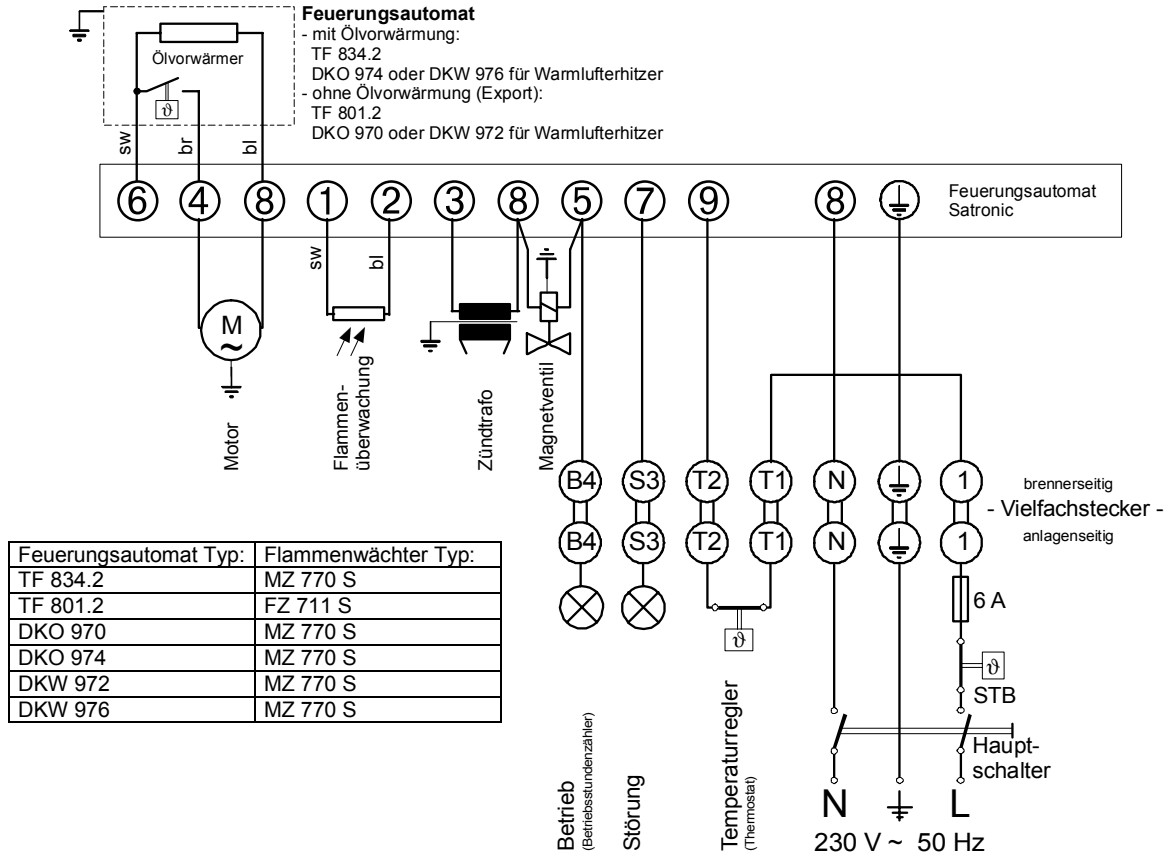 Feuerungsautomat
- mit Ölvorwärmung:
TF 834.2
DKO 974 oder DKW 976 für Warmlufterhitzer
- ohne Ölvorwärmung (Export):
TF 801.2
DKO 970 oder DKW 972 für Warmlufterhitzer
Ölvorwärmer
ϑ
sw br bl
6 4 8 1 2 3 8 5 7 9 8
Feuerungsautomat
Satronic
sw bl
M
~
Motor
Flammen-
überwachung
Zündtrafo
Magnetventil
B4 S3 T2 T1 N 1
brennerseitig
- Vielfachstecker -
anlagenseitig
B4 S3 T2 T1 N 1
6 A
ϑ
ϑ
STB
Haupt-
schalter
Betrieb
(Betriebsstundenzähler)
Störung
Temperaturregler
(Thermostat)
N L
230 V ~ 50 Hz
Feuerungsautomat Typ: Flammenwächter Typ:
TF 834.2 MZ 770 S
TF 801.2 FZ 711 S
DKO 970 MZ 770 S
DKO 974 MZ 770 S
DKW 972 MZ 770 S
DKW 976 MZ 770 S